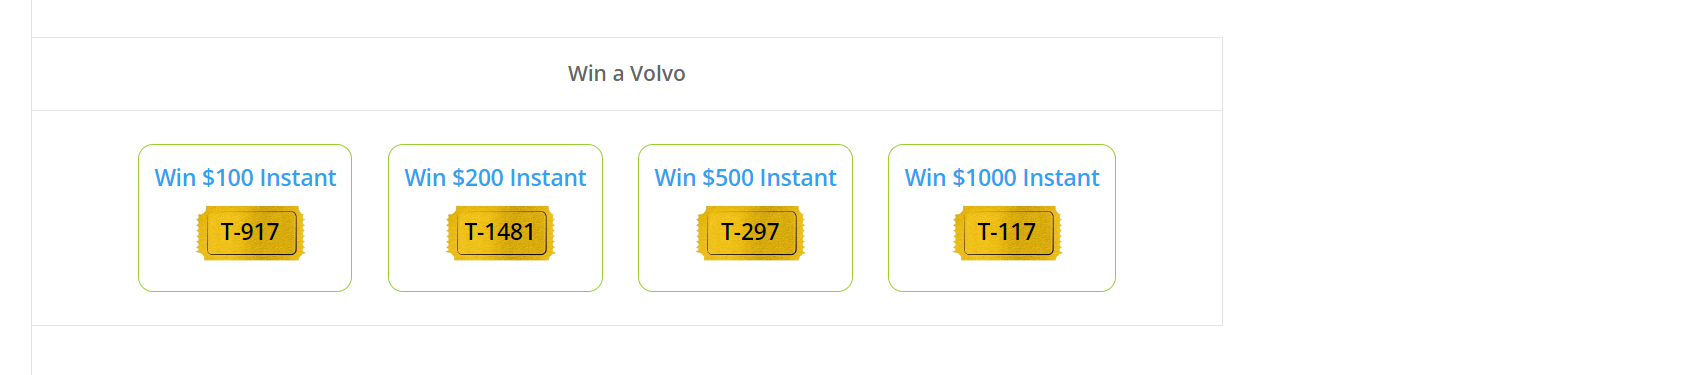 Win a Volvo
Win $100 Instant
T-917
Win $200 Instant
T-1481
Win $500 Instant
T-297
Win $1000 Instant
T-117